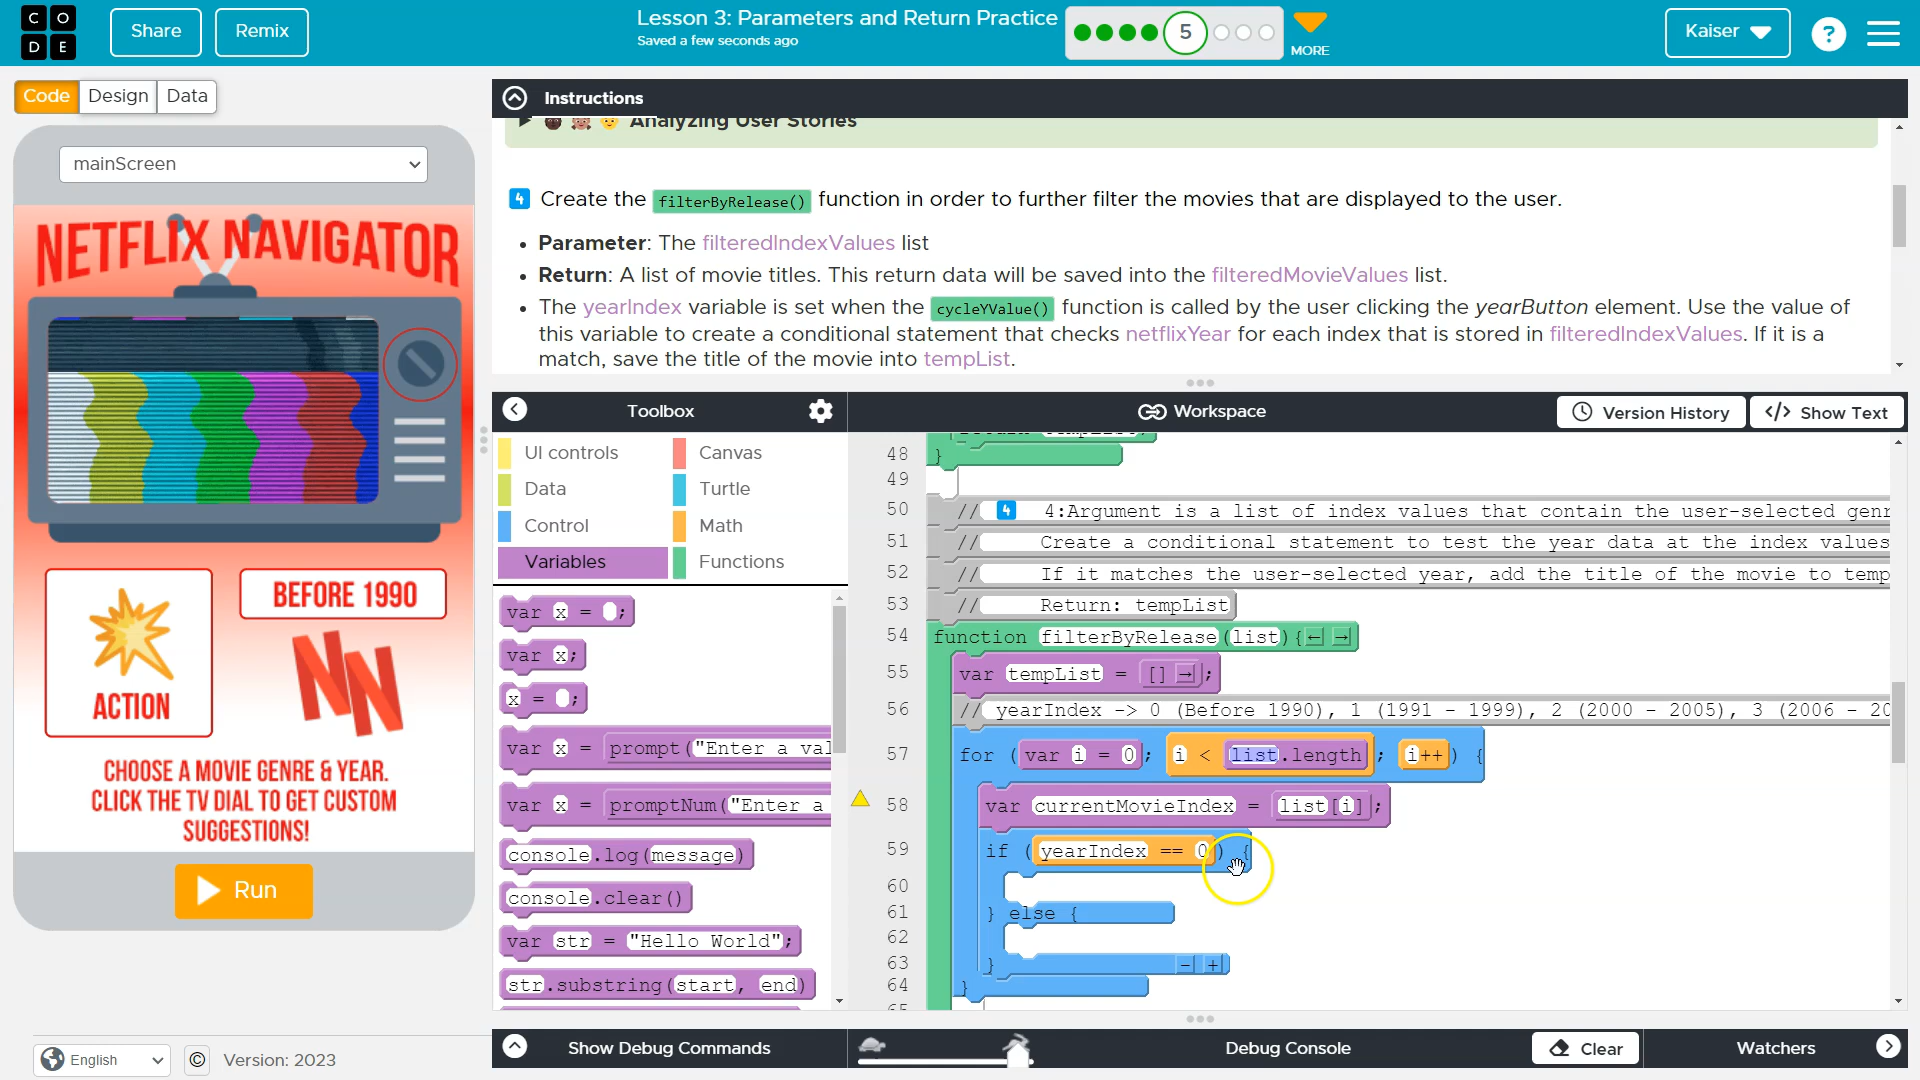 C O
D E
Share
Remix
Lesson 3: Parameters and Return Practice
Saved a few seconds ago
5
MORE
Kaiser
?
Code
Design
Data
mainScreen
NETFLIX NAVIGATOR
ACTION
BEFORE 1990
CHOOSE A MOVIE GENRE & YEAR.
CLICK THE TV DIAL TO GET CUSTOM
SUGGESTIONS!
Run
English
©
Version: 2023
Instructions
Analyzing User Stories
4 Create the filterByRelease() function in order to further filter the movies that are displayed to the user.
• Parameter: The filteredIndexValues list
• Return: A list of movie titles. This return data will be saved into the filteredMovieValues list.
• The yearIndex variable is set when the cycleYValue() function is called by the user clicking the yearButton element. Use the value of
this variable to create a conditional statement that checks netflixYear for each index that is stored in filteredIndexValues. If it is a
match, save the title of the movie into tempList.
Toolbox
UI controls
Canvas
Data
Turtle
Control
Math
Variables
Functions
var x = ;
var x;
x = ;
var x = prompt("Enter a val
var x = promptNum("Enter a
console.log(message)
console.clear()
var str = "Hello World";
str.substring(start, end)
Workspace
Version History
</> Show Text
48 }
49
50 // 4 4:Argument is a list of index values that contain the user-selected genr
51 // Create a conditional statement to test the year data at the index values
52 // If it matches the user-selected year, add the title of the movie to temp
53 // Return: tempList
54 function filterByRelease(list){← →
55 var tempList = [] →;
56 // yearIndex -> 0 (Before 1990), 1 (1991 - 1999), 2 (2000 - 2005), 3 (2006 - 20
57 for (var i = 0; i < list.length; i++) {
58 var currentMovieIndex = list[i];
59 if (yearIndex == 0) {
60
61 } else {
62
63 } - +
64 }
Show Debug Commands
Debug Console
Clear
Watchers